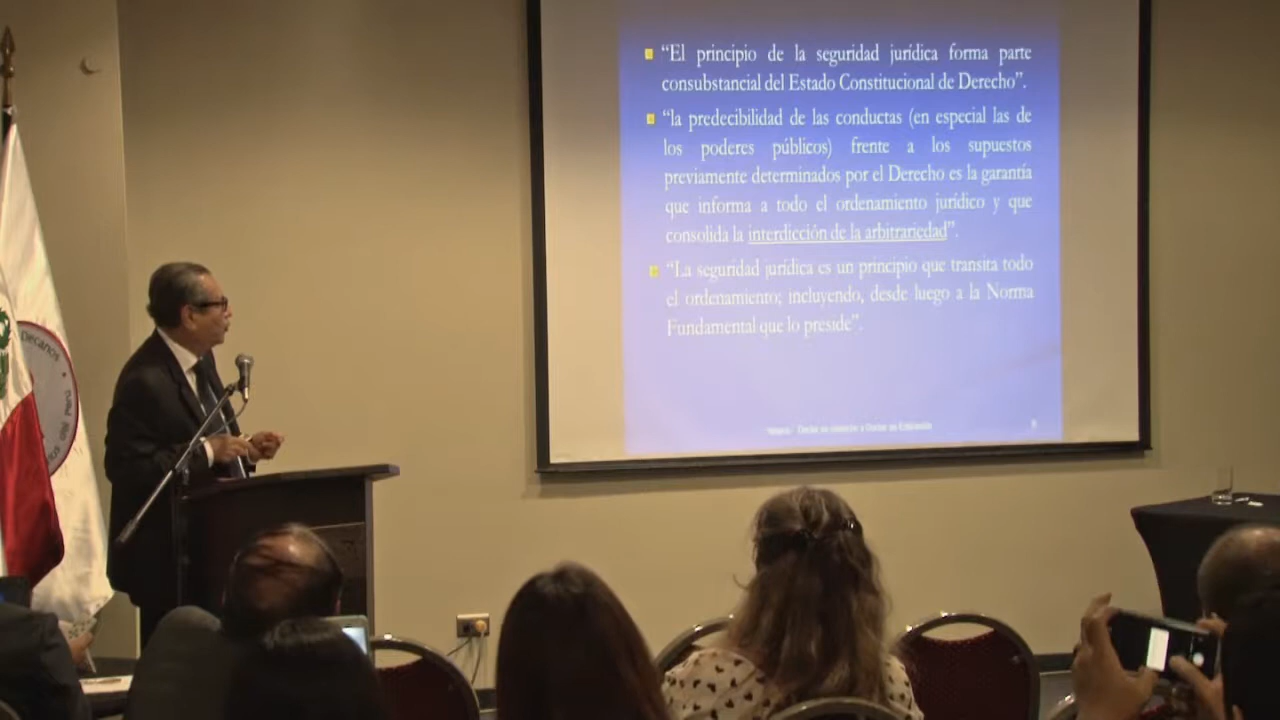 “El principio de la seguridad jurídica forma parte
consubstancial del Estado Constitucional de Derecho”.
“la predecibilidad de las conductas (en especial las de
los poderes públicos) frente a los supuestos
previamente determinados por el Derecho es la garantía
que informa a todo el ordenamiento jurídico y que
consolida la interdicción de la arbitrariedad”.
“La seguridad jurídica es un principio que transita todo
el ordenamiento; incluyendo, desde luego a la Norma
Fundamental que lo preside”.
Decanos
del Perú